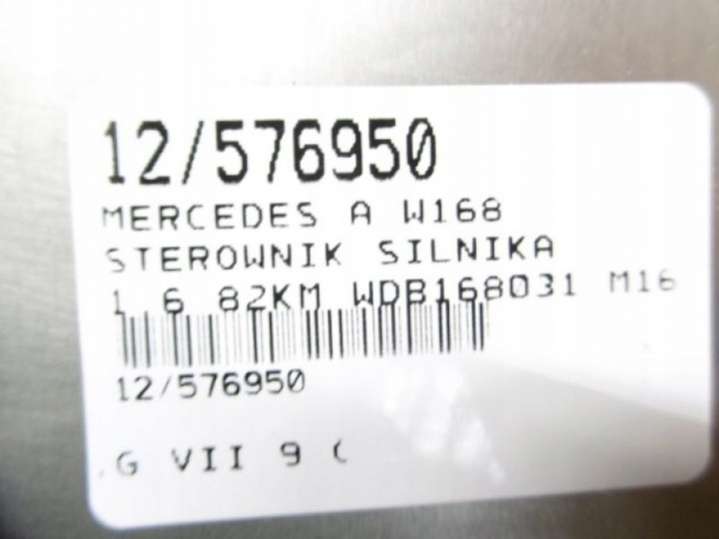 12/576950
MERCEDES A W168
STEROWNIK SILNIKA
1 6 82KM WDB168031 M16
12/576950
.G VII 9 (